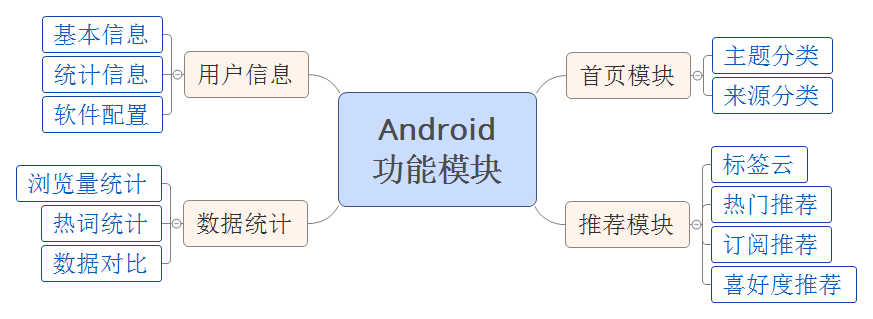 Android
功能模块
用户信息
基本信息
统计信息
软件配置
数据统计
浏览量统计
热词统计
数据对比
首页模块
主题分类
来源分类
推荐模块
标签云
热门推荐
订阅推荐
喜好度推荐